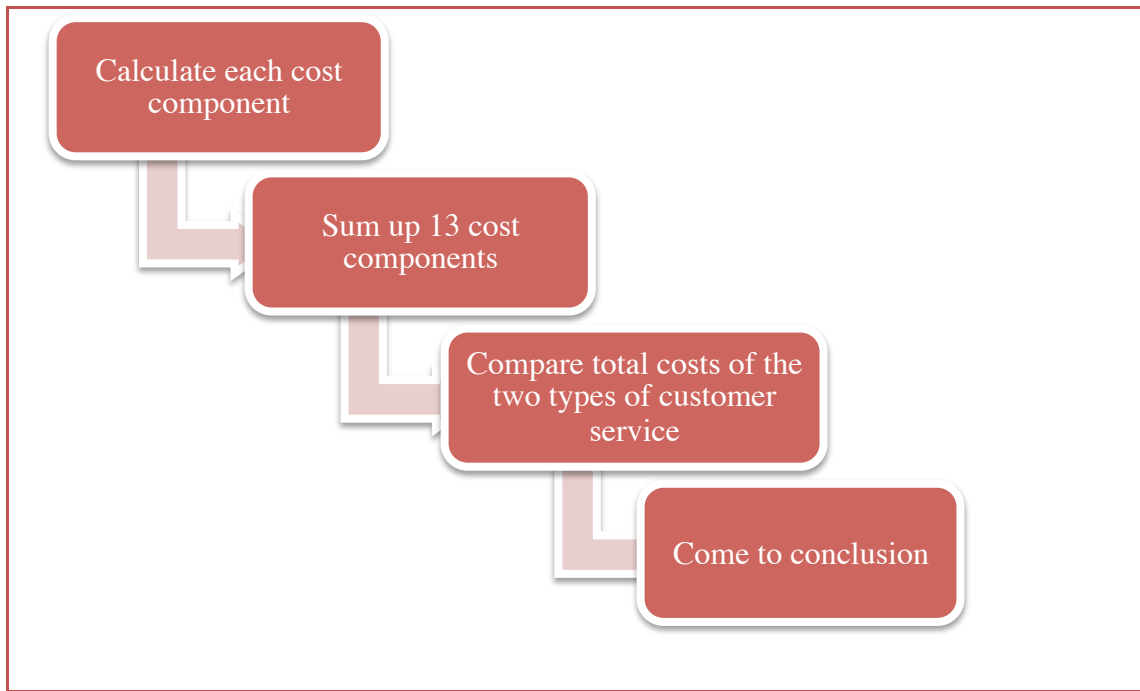 Calculate each cost
component
Sum up 13 cost
components
Compare total costs of the
two types of customer
service
Come to conclusion